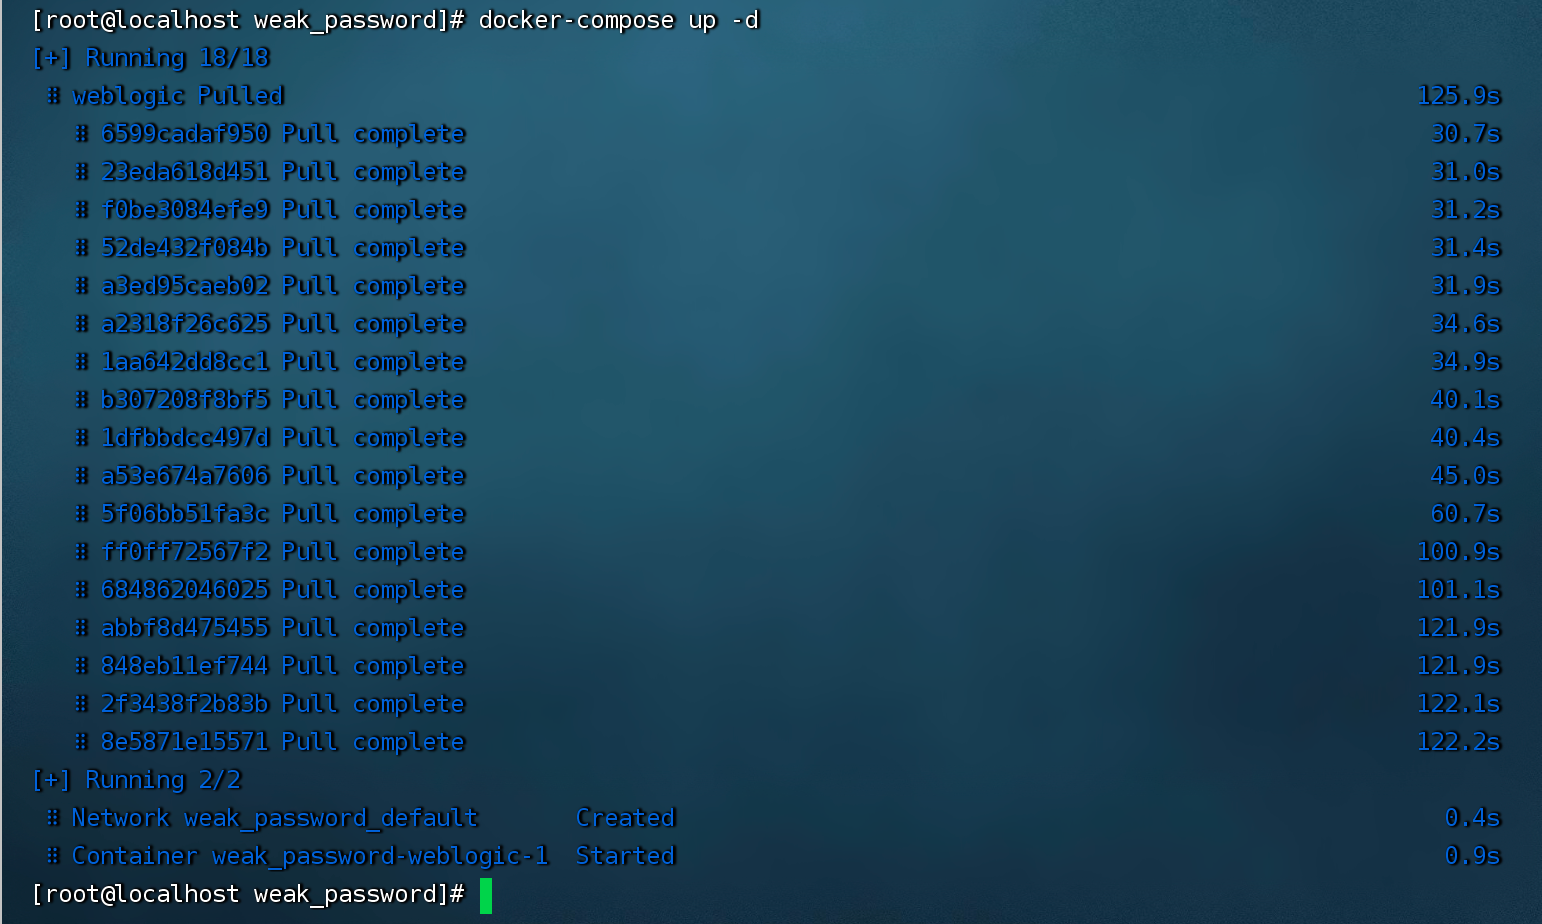 [root@localhost weak_password]# docker-compose up -d
[+] Running 18/18
⠿ weblogic Pulled 125.9s
⠿ 6599cadaf950 Pull complete 30.7s
⠿ 23eda618d451 Pull complete 31.0s
⠿ f0be3084efe9 Pull complete 31.2s
⠿ 52de432f084b Pull complete 31.4s
⠿ a3ed95caeb02 Pull complete 31.9s
⠿ a2318f26c625 Pull complete 34.6s
⠿ 1aa642dd8cc1 Pull complete 34.9s
⠿ b307208f8bf5 Pull complete 40.1s
⠿ 1dfbbdcc497d Pull complete 40.4s
⠿ a53e674a7606 Pull complete 45.0s
⠿ 5f06bb51fa3c Pull complete 60.7s
⠿ ff0ff72567f2 Pull complete 100.9s
⠿ 684862046025 Pull complete 101.1s
⠿ abbf8d475455 Pull complete 121.9s
⠿ 848eb11ef744 Pull complete 121.9s
⠿ 2f3438f2b83b Pull complete 122.1s
⠿ 8e5871e15571 Pull complete 122.2s
[+] Running 2/2
⠿ Network weak_password_default Created 0.4s
⠿ Container weak_password-weblogic-1 Started 0.9s
[root@localhost weak_password]#